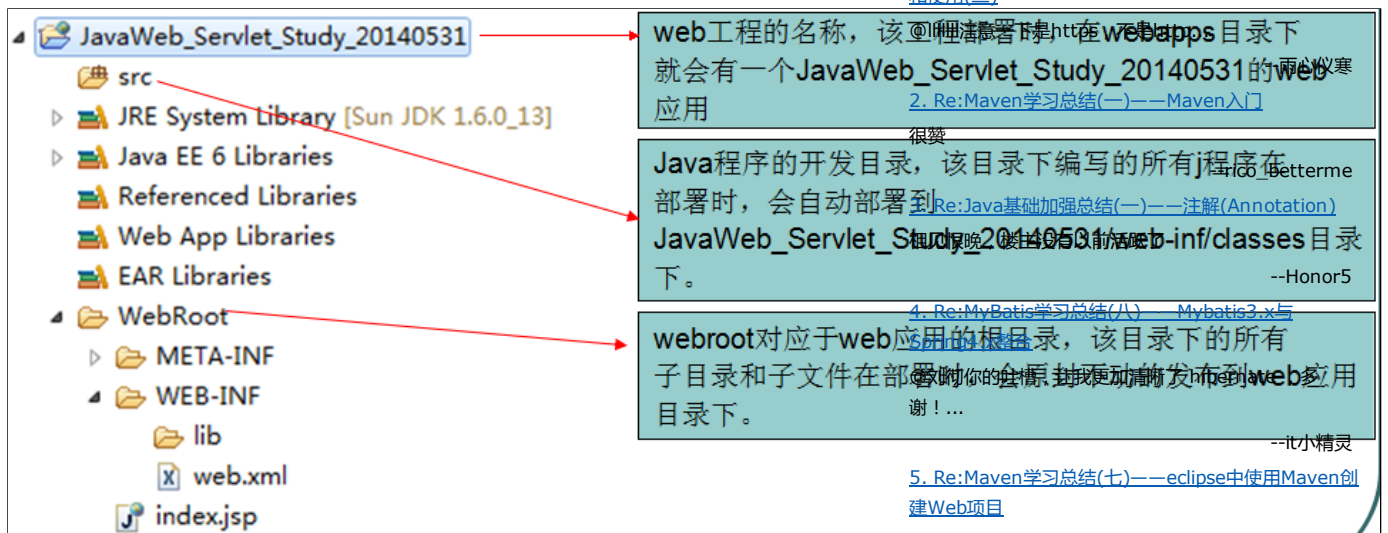 JavaWeb_Servlet_Study_20140531
src
JRE System Library [Sun JDK 1.6.0_13]
Java EE 6 Libraries
Referenced Libraries
Web App Libraries
EAR Libraries
WebRoot
META-INF
WEB-INF
lib
web.xml
index.jsp
web工程的名称，该工程部署时，在webapps目录下
就会有一个JavaWeb_Servlet_Study_20140531的web
应用
Java程序的开发目录，该目录下编写的所有j程序在
部署时，会自动部署到
JavaWeb_Servlet_Study_20140531/web-inf/classes目录
下。
webroot对应于web应用的根目录，该目录下的所有
子目录和子文件在部署时，会原封不动的发布到web应用
目录下。
--雨心仪寒
2. Re:Maven学习总结(一)——Maven入门
很赞
--rico_betterme
3. Re:Java基础加强总结(一)——注解(Annotation)
--Honor5
4. Re:MyBatis学习总结(八)——Mybatis3.x与
Spring4.x整合
谢！...
--it小精灵
5. Re:Maven学习总结(七)——eclipse中使用Maven创
建Web项目